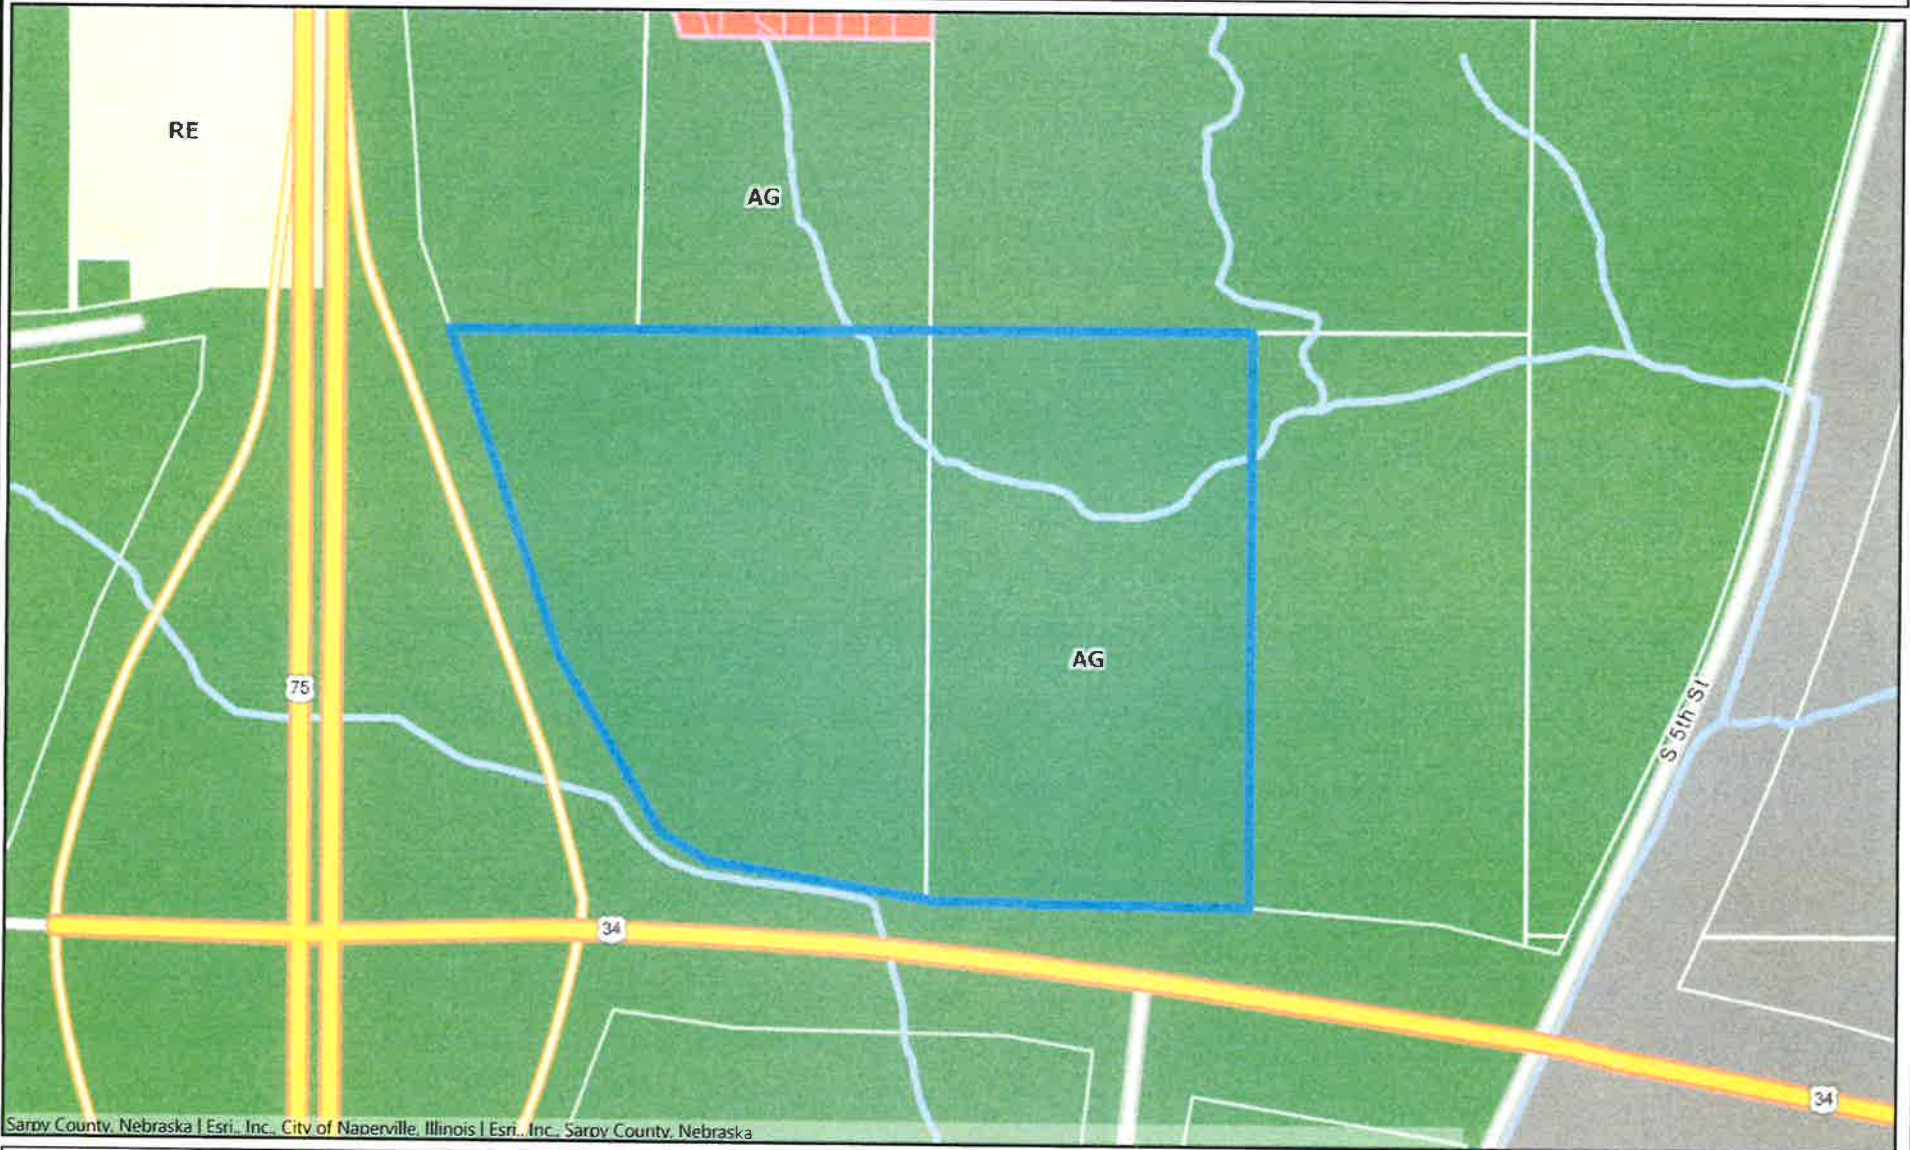 RE
AG
AG
75
S 5th St
34
34
Sarpy County, Nebraska | Esri., Inc., City of Naperville, Illinois | Esri., Inc., Sarpy County, Nebraska